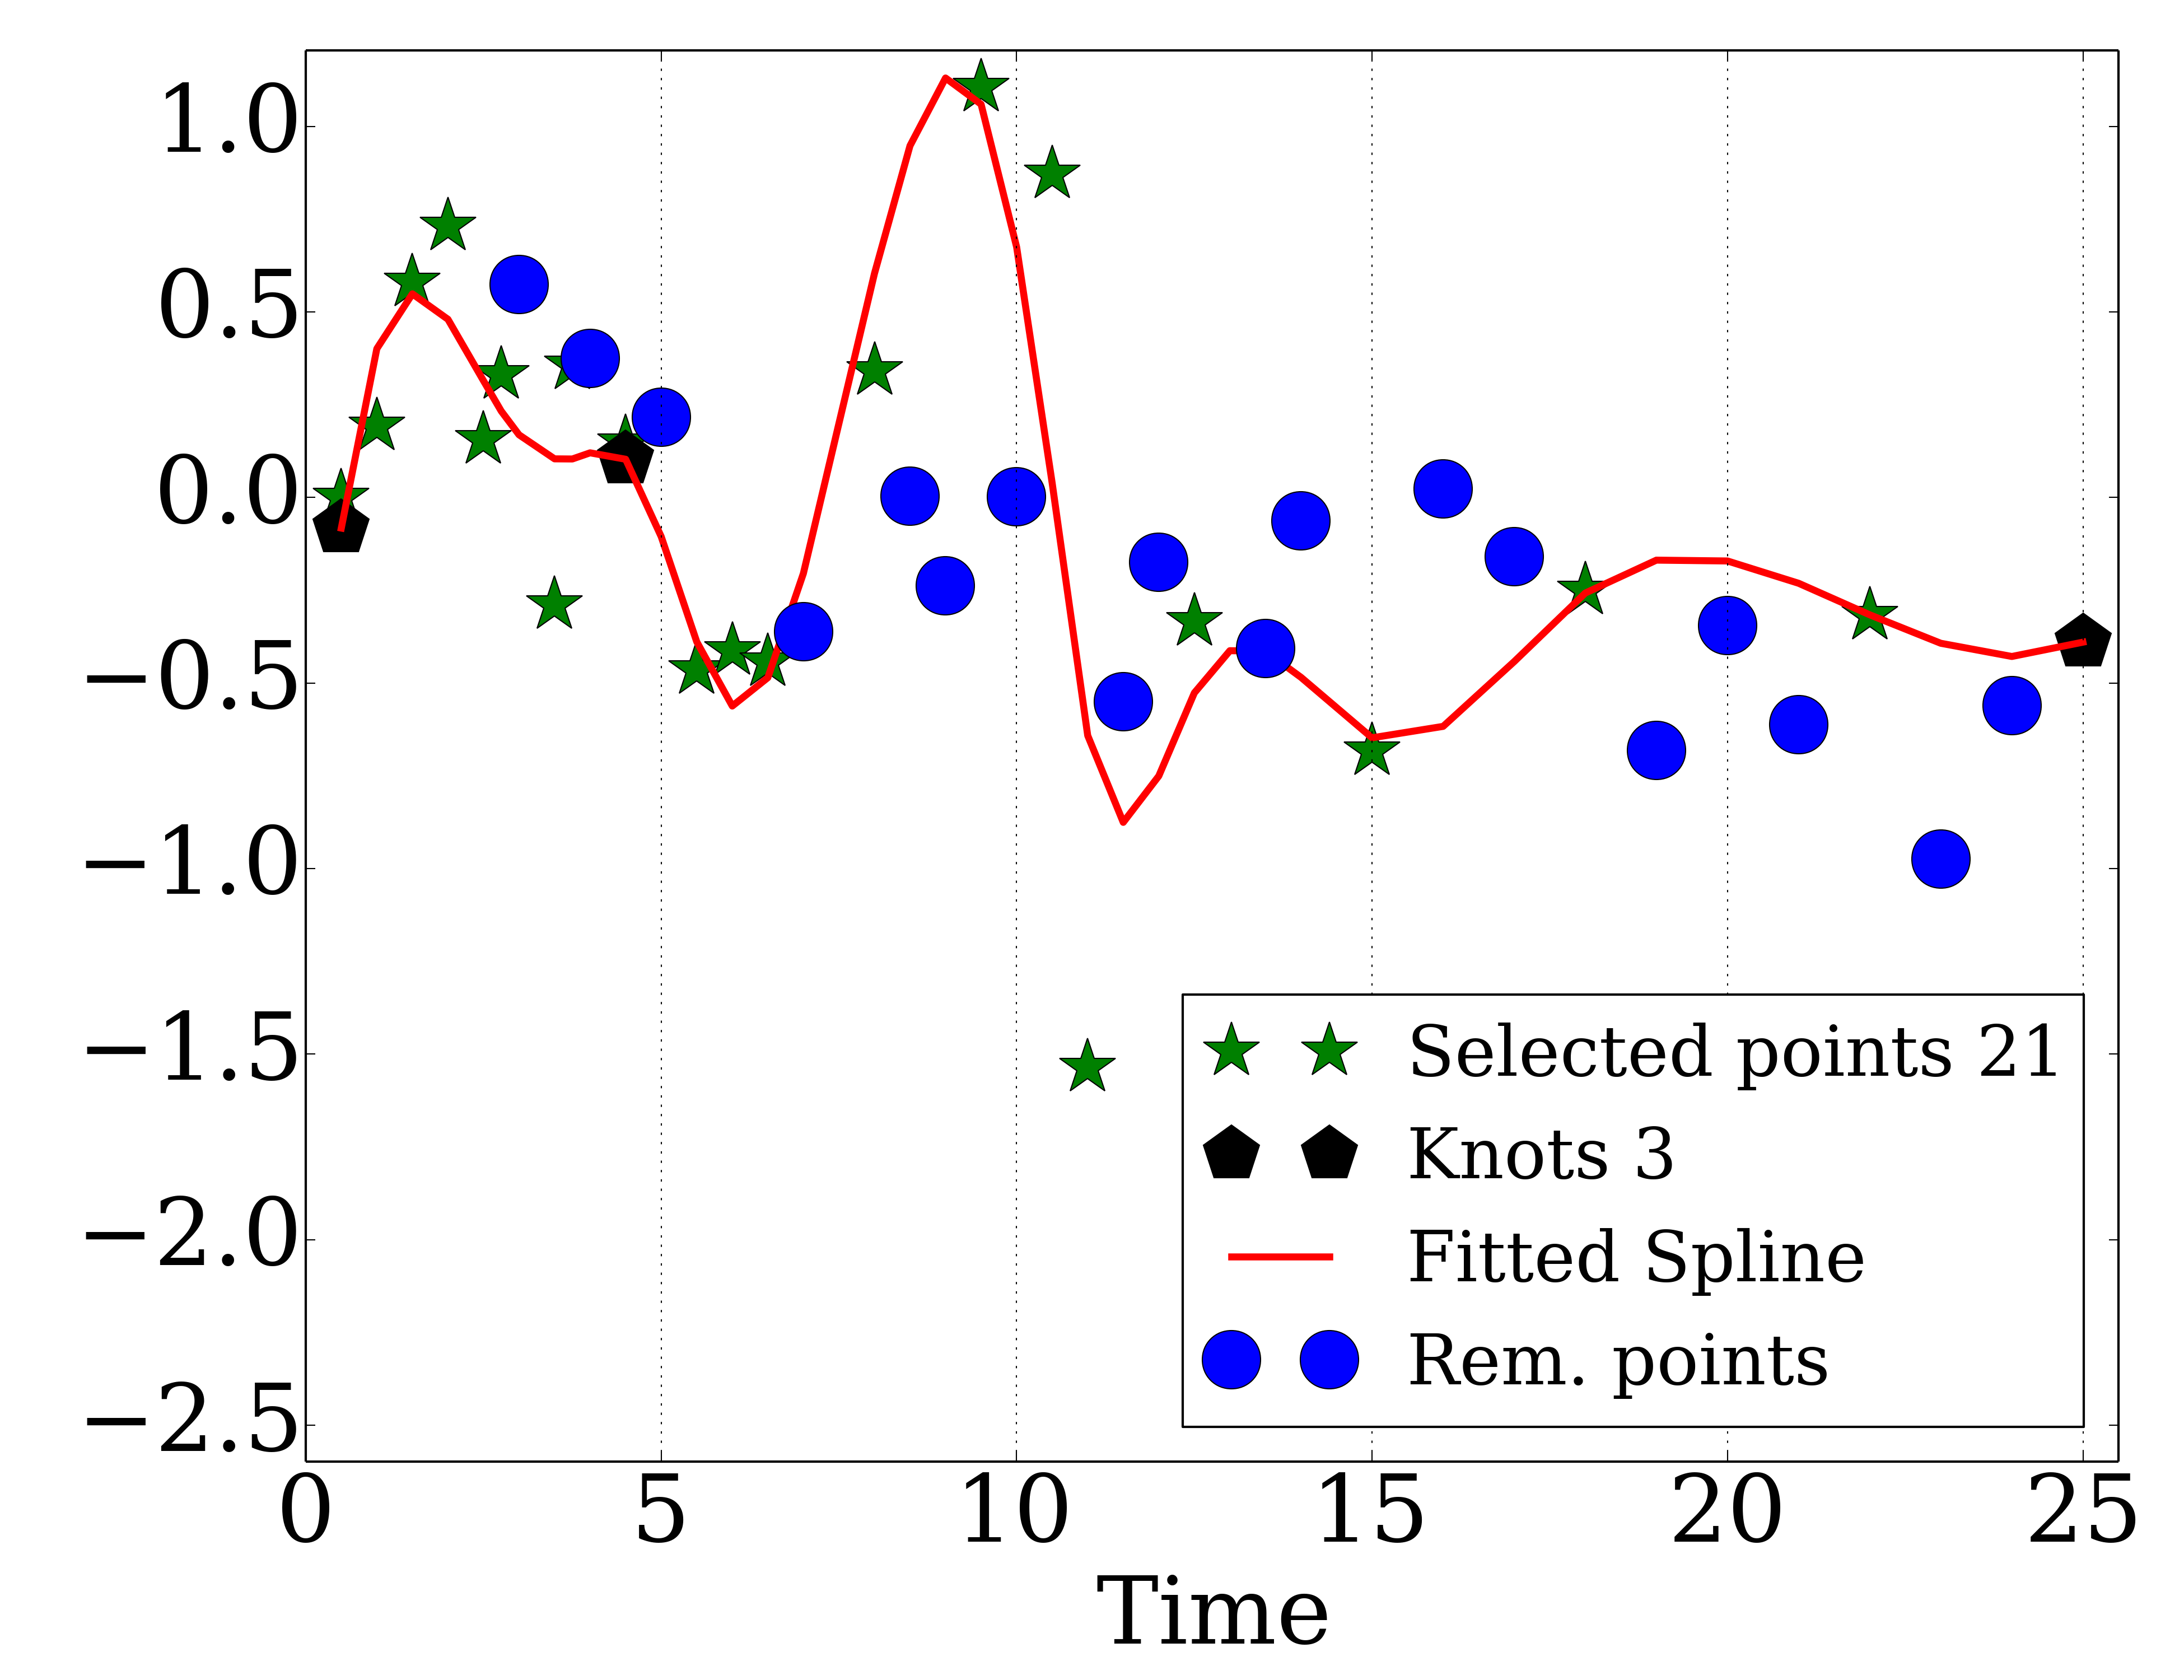 1.0
0.5
0.0
−0.5
−1.0
−1.5
−2.0
−2.5
0 5 10 15 20 25
Time
Selected points 21
Knots 3
Fitted Spline
Rem. points